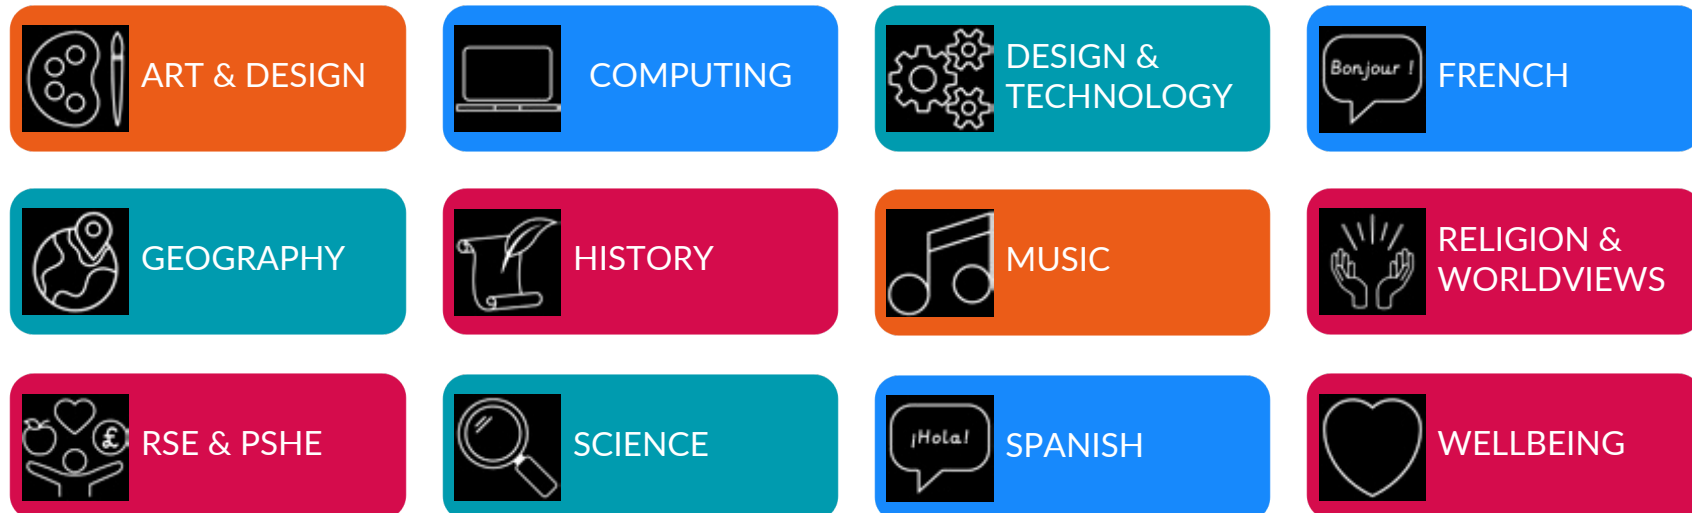 ART & DESIGN
COMPUTING
DESIGN &
TECHNOLOGY
Bonjour !
FRENCH
GEOGRAPHY
HISTORY
MUSIC
RELIGION &
WORLDVIEWS
£
RSE & PSHE
SCIENCE
¡Hola!
SPANISH
WELLBEING